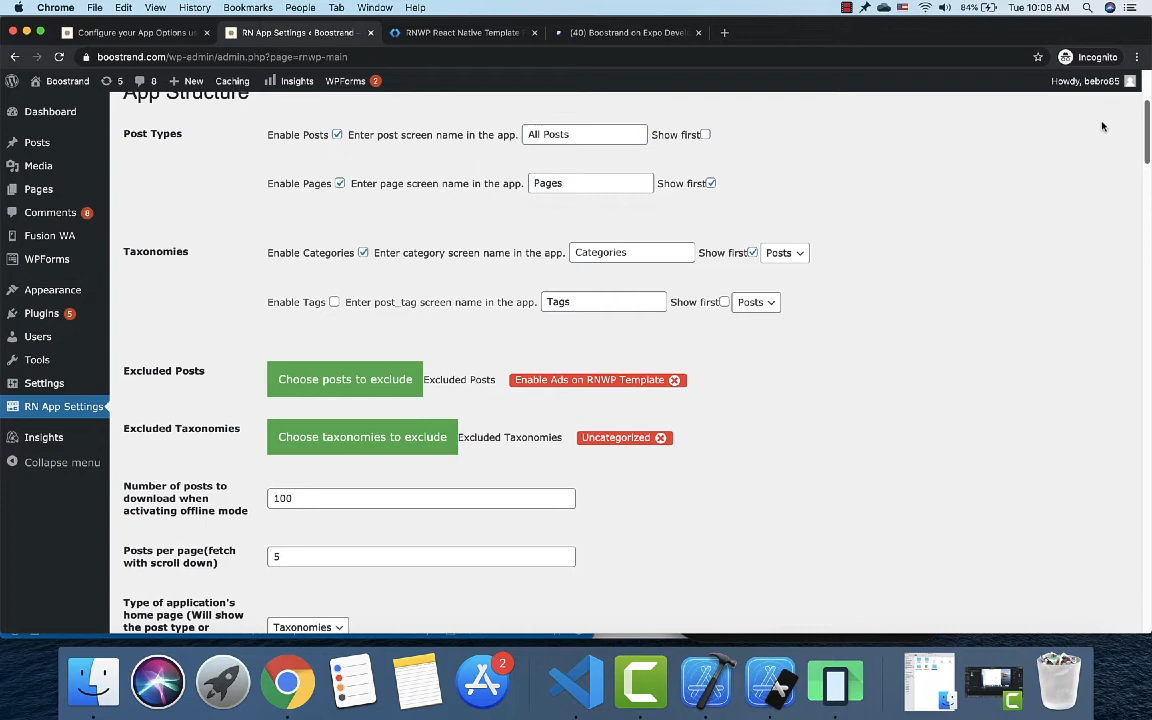 Chrome File Edit View History Bookmarks People Tab Window Help 84% Tue 10:08 AM
Configure your App Options u RN App Settings ‹ Boostrand — RNWP React Native Template (40) Boostrand on Expo Develo
boostrand.com/wp-admin/admin.php?page=rnwp-main Incognito
Boostrand 5 8 New Caching Insights WPForms 2 Howdy, bebro85
Dashboard
Posts
Media
Pages
Comments 8
Fusion WA
WPForms
Appearance
Plugins 5
Users
Tools
Settings
RN App Settings
Insights
Collapse menu
App Structure
Post Types
Enable Posts Enter post screen name in the app. All Posts Show first
Enable Pages Enter page screen name in the app. Pages Show first
Taxonomies
Enable Categories Enter category screen name in the app. Categories Show first Posts
Enable Tags Enter post_tag screen name in the app. Tags Show first Posts
Excluded Posts
Choose posts to exclude Excluded Posts Enable Ads on RNWP Template
Excluded Taxonomies
Choose taxonomies to exclude Excluded Taxonomies Uncategorized
Number of posts to
download when
activating offline mode
100
Posts per page(fetch
with scroll down)
5
Type of application's
home page (Will show
the post type or
Taxonomies
2